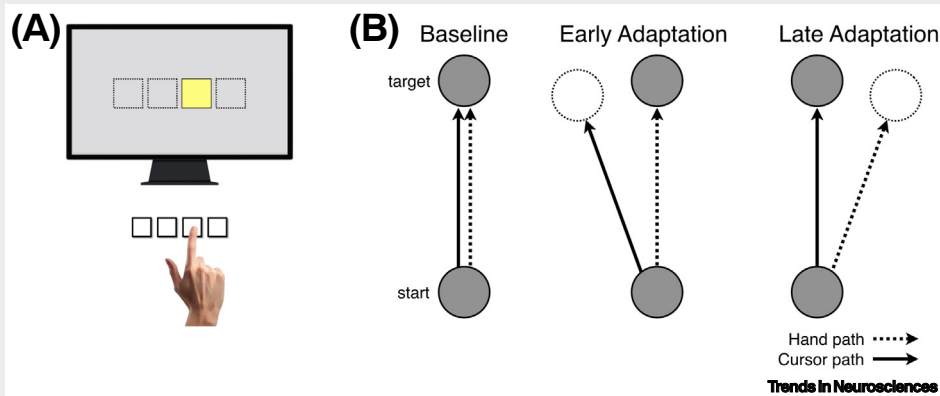 (A)
(B)
Baseline
Early Adaptation
Late Adaptation
target
start
Hand path
Cursor path
Trends in Neurosciences